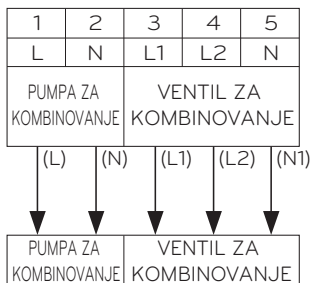 1 2 3 4 5
L N L1 L2 N
PUMPA ZA KOMBINOVANJE
VENTIL ZA KOMBINOVANJE
(L) (N) (L1) (L2) (N1)
PUMPA ZA KOMBINOVANJE
VENTIL ZA KOMBINOVANJE